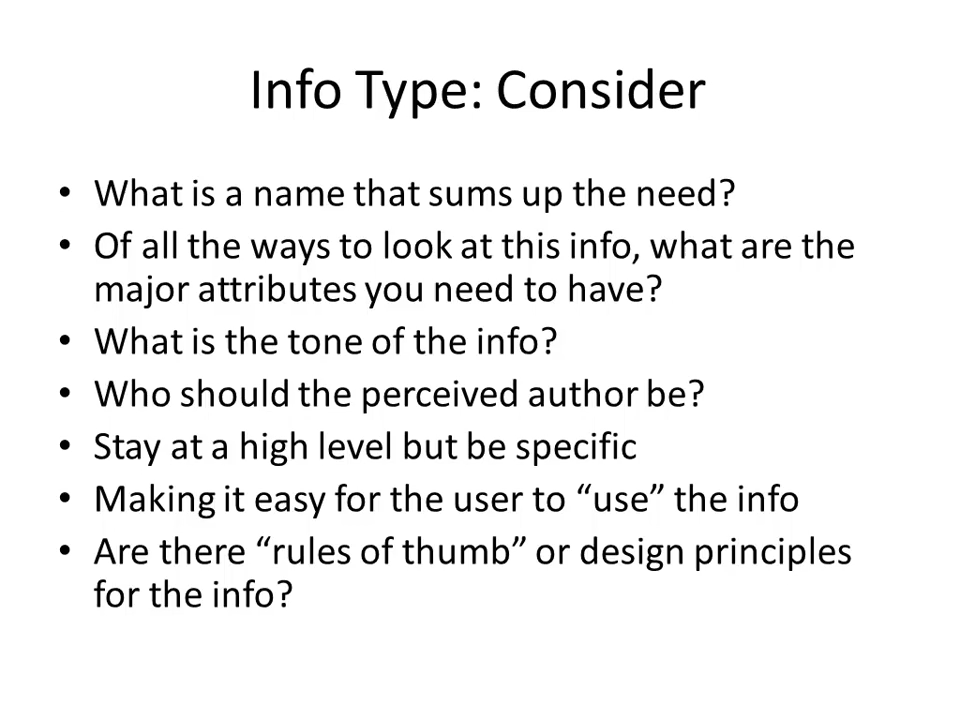 Info Type: Consider
• What is a name that sums up the need?
• Of all the ways to look at this info, what are the
major attributes you need to have?
• What is the tone of the info?
• Who should the perceived author be?
• Stay at a high level but be specific
• Making it easy for the user to “use” the info
• Are there “rules of thumb” or design principles
for the info?